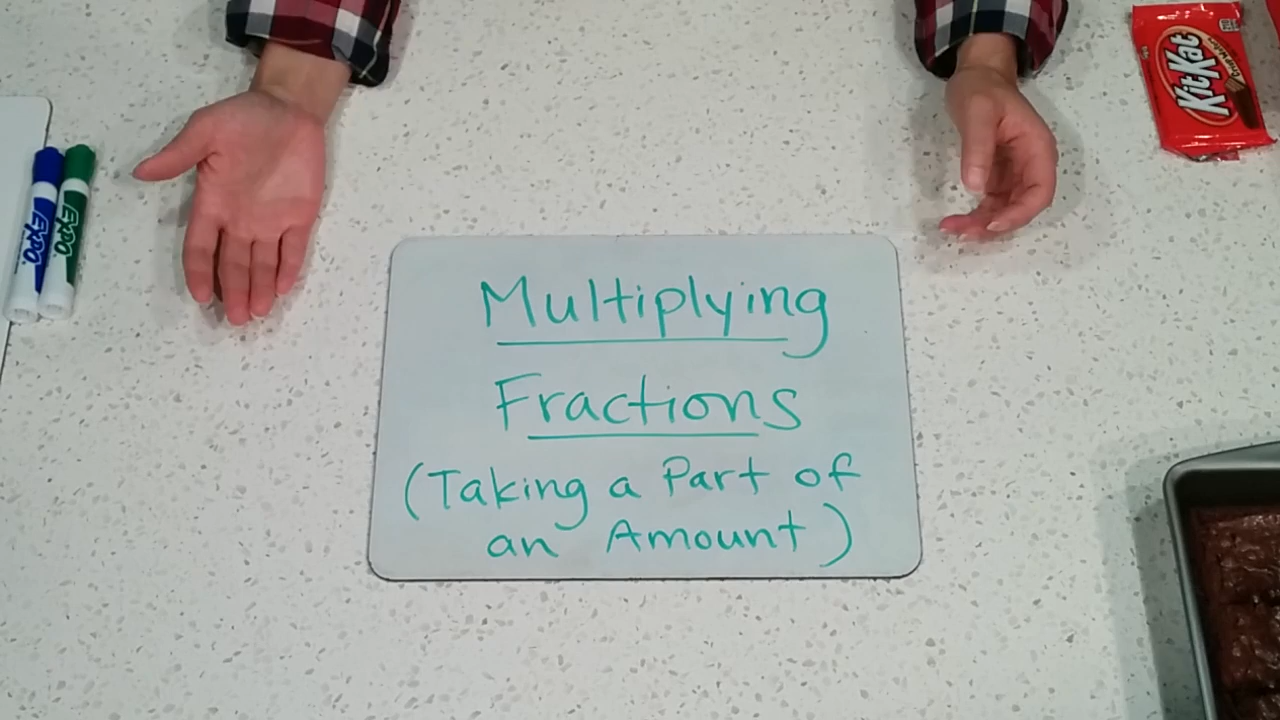 Multiplying
Fractions
(Taking a Part of
an Amount)
EXPO
EXPO
KitKat